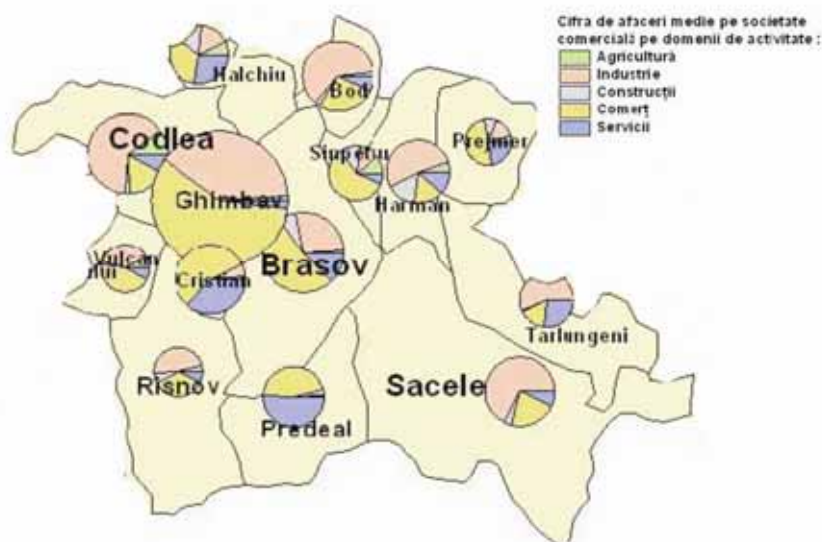 Cifra de afaceri medie pe societate
comercială pe domenii de activitate :
Agricultură
Industrie
Construcții
Comerț
Servicii
Halchiu
Bod
Codlea
Prejmer
Ghimbav
Harman
Brasov
Vulcan
Cristian
Tarlungeni
Risnov
Sacele
Predeal